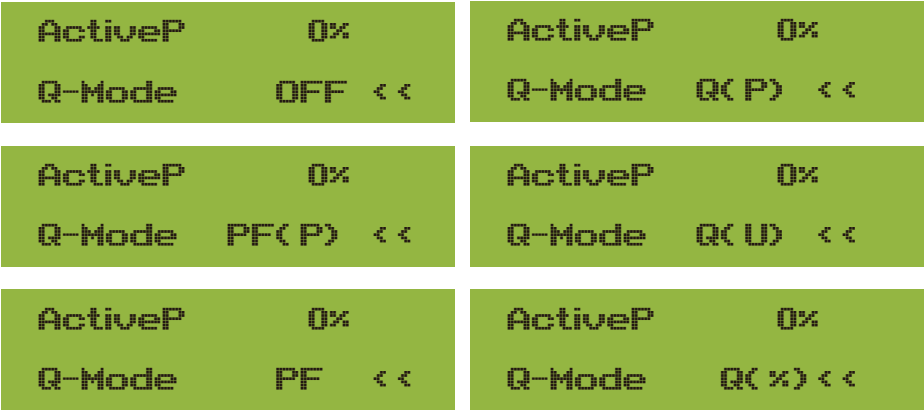 ActiveP 0%
Q-Mode OFF <<
ActiveP 0%
Q-Mode Q(P) <<
ActiveP 0%
Q-Mode PF(P) <<
ActiveP 0%
Q-Mode Q(U) <<
ActiveP 0%
Q-Mode PF <<
ActiveP 0%
Q-Mode Q(%) <<